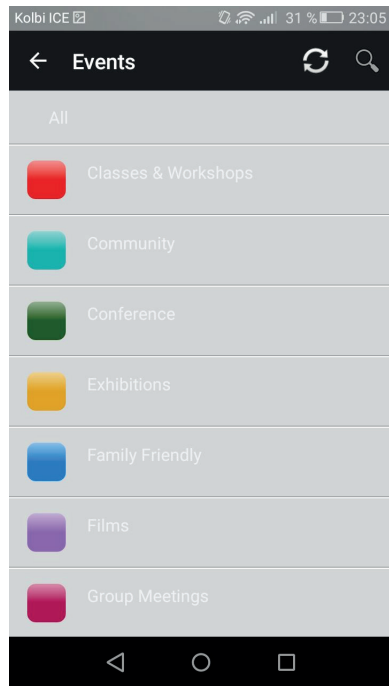 Kolbi ICE 31 % 23:05
Events
All
Classes & Workshops
Community
Conference
Exhibitions
Family Friendly
Films
Group Meetings